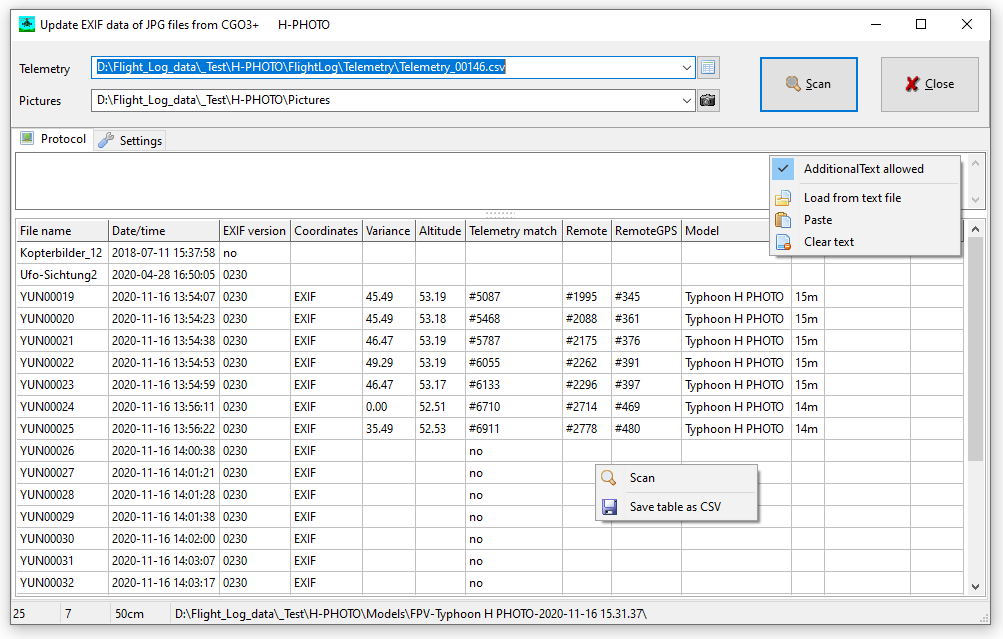 Update EXIF data of JPG files from CGO3+ H-PHOTO
Telemetry D:\Flight_Log_data\_Test\H-PHOTO\FlightLog\Telemetry\Telemetry_00146.csv
Scan Close
Pictures D:\Flight_Log_data\_Test\H-PHOTO\Pictures
Protocol Settings
AdditionalText allowed
Load from text file
Paste
Clear text
File name Date/time EXIF version Coordinates Variance Altitude Telemetry match Remote RemoteGPS Model
Kopterbilder_12 2018-07-11 15:37:58 no
Ufo-Sichtung2 2020-04-28 16:50:05 0230
YUN00019 2020-11-16 13:54:07 0230 EXIF 45.49 53.19 #5087 #1995 #345 Typhoon H PHOTO 15m
YUN00020 2020-11-16 13:54:23 0230 EXIF 45.49 53.18 #5468 #2088 #361 Typhoon H PHOTO 15m
YUN00021 2020-11-16 13:54:38 0230 EXIF 46.47 53.19 #5787 #2175 #376 Typhoon H PHOTO 15m
YUN00022 2020-11-16 13:54:53 0230 EXIF 49.29 53.19 #6055 #2262 #391 Typhoon H PHOTO 15m
YUN00023 2020-11-16 13:54:59 0230 EXIF 46.47 53.17 #6133 #2296 #397 Typhoon H PHOTO 15m
YUN00024 2020-11-16 13:56:11 0230 EXIF 0.00 52.51 #6710 #2714 #469 Typhoon H PHOTO 14m
YUN00025 2020-11-16 13:56:22 0230 EXIF 35.49 52.53 #6911 #2778 #480 Typhoon H PHOTO 14m
YUN00026 2020-11-16 14:00:38 0230 EXIF no
YUN00027 2020-11-16 14:01:21 0230 EXIF no
YUN00028 2020-11-16 14:01:28 0230 EXIF no
YUN00029 2020-11-16 14:01:38 0230 EXIF no
YUN00030 2020-11-16 14:02:00 0230 EXIF no
YUN00031 2020-11-16 14:03:07 0230 EXIF no
YUN00032 2020-11-16 14:03:17 0230 EXIF no
Scan
Save table as CSV
25 7 50cm D:\Flight_Log_data\_Test\H-PHOTO\Models\FPV-Typhoon H PHOTO-2020-11-16 15.31.37\